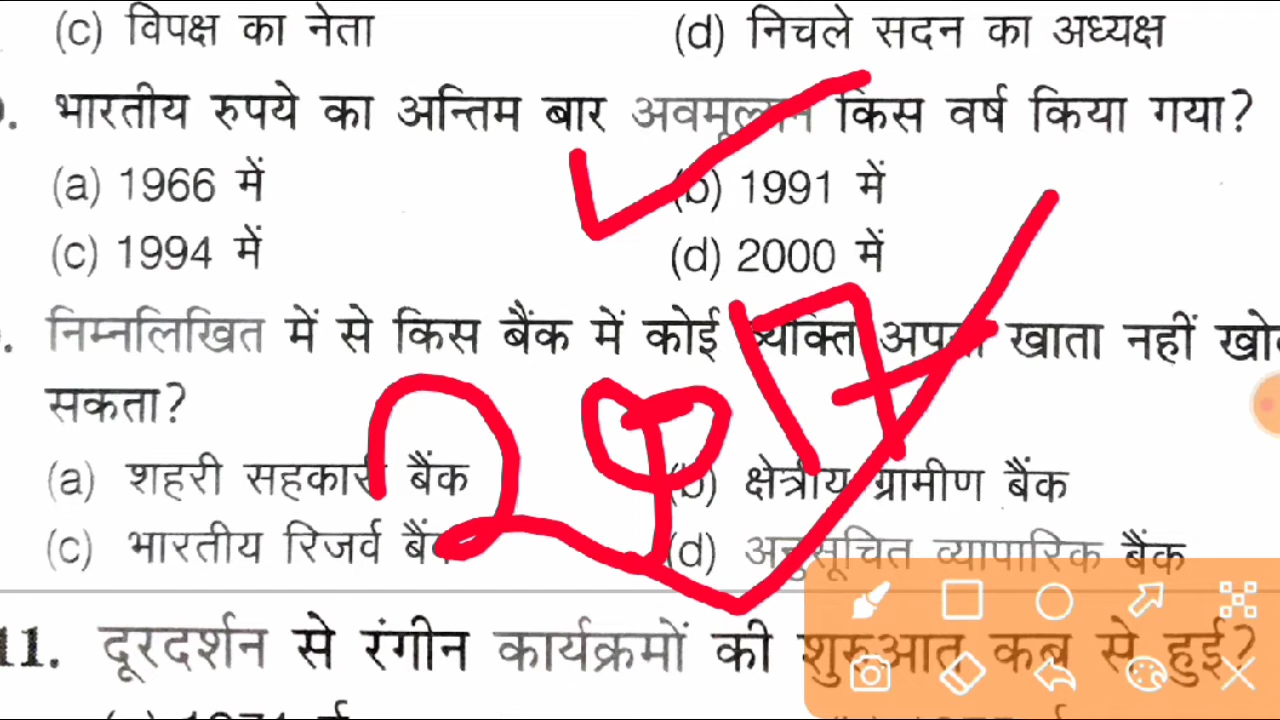 (c) विपक्ष का नेता (d) निचले सदन का अध्यक्ष
. भारतीय रुपये का अन्तिम बार अवमूल्यन किस वर्ष किया गया?
(a) 1966 में (b) 1991 में
(c) 1994 में (d) 2000 में
. निम्नलिखित में से किस बैंक में कोई व्यक्ति अपना खाता नहीं
सकता?
(a) शहरी सहकारी बैंक (b) क्षेत्रीय ग्रामीण बैंक
(c) भारतीय रिजर्व बैंक (d) अनुसूचित व्यापारिक बैंक
11. दूरदर्शन से रंगीन कार्यक्रमों की शुरुआत कब से हुई?